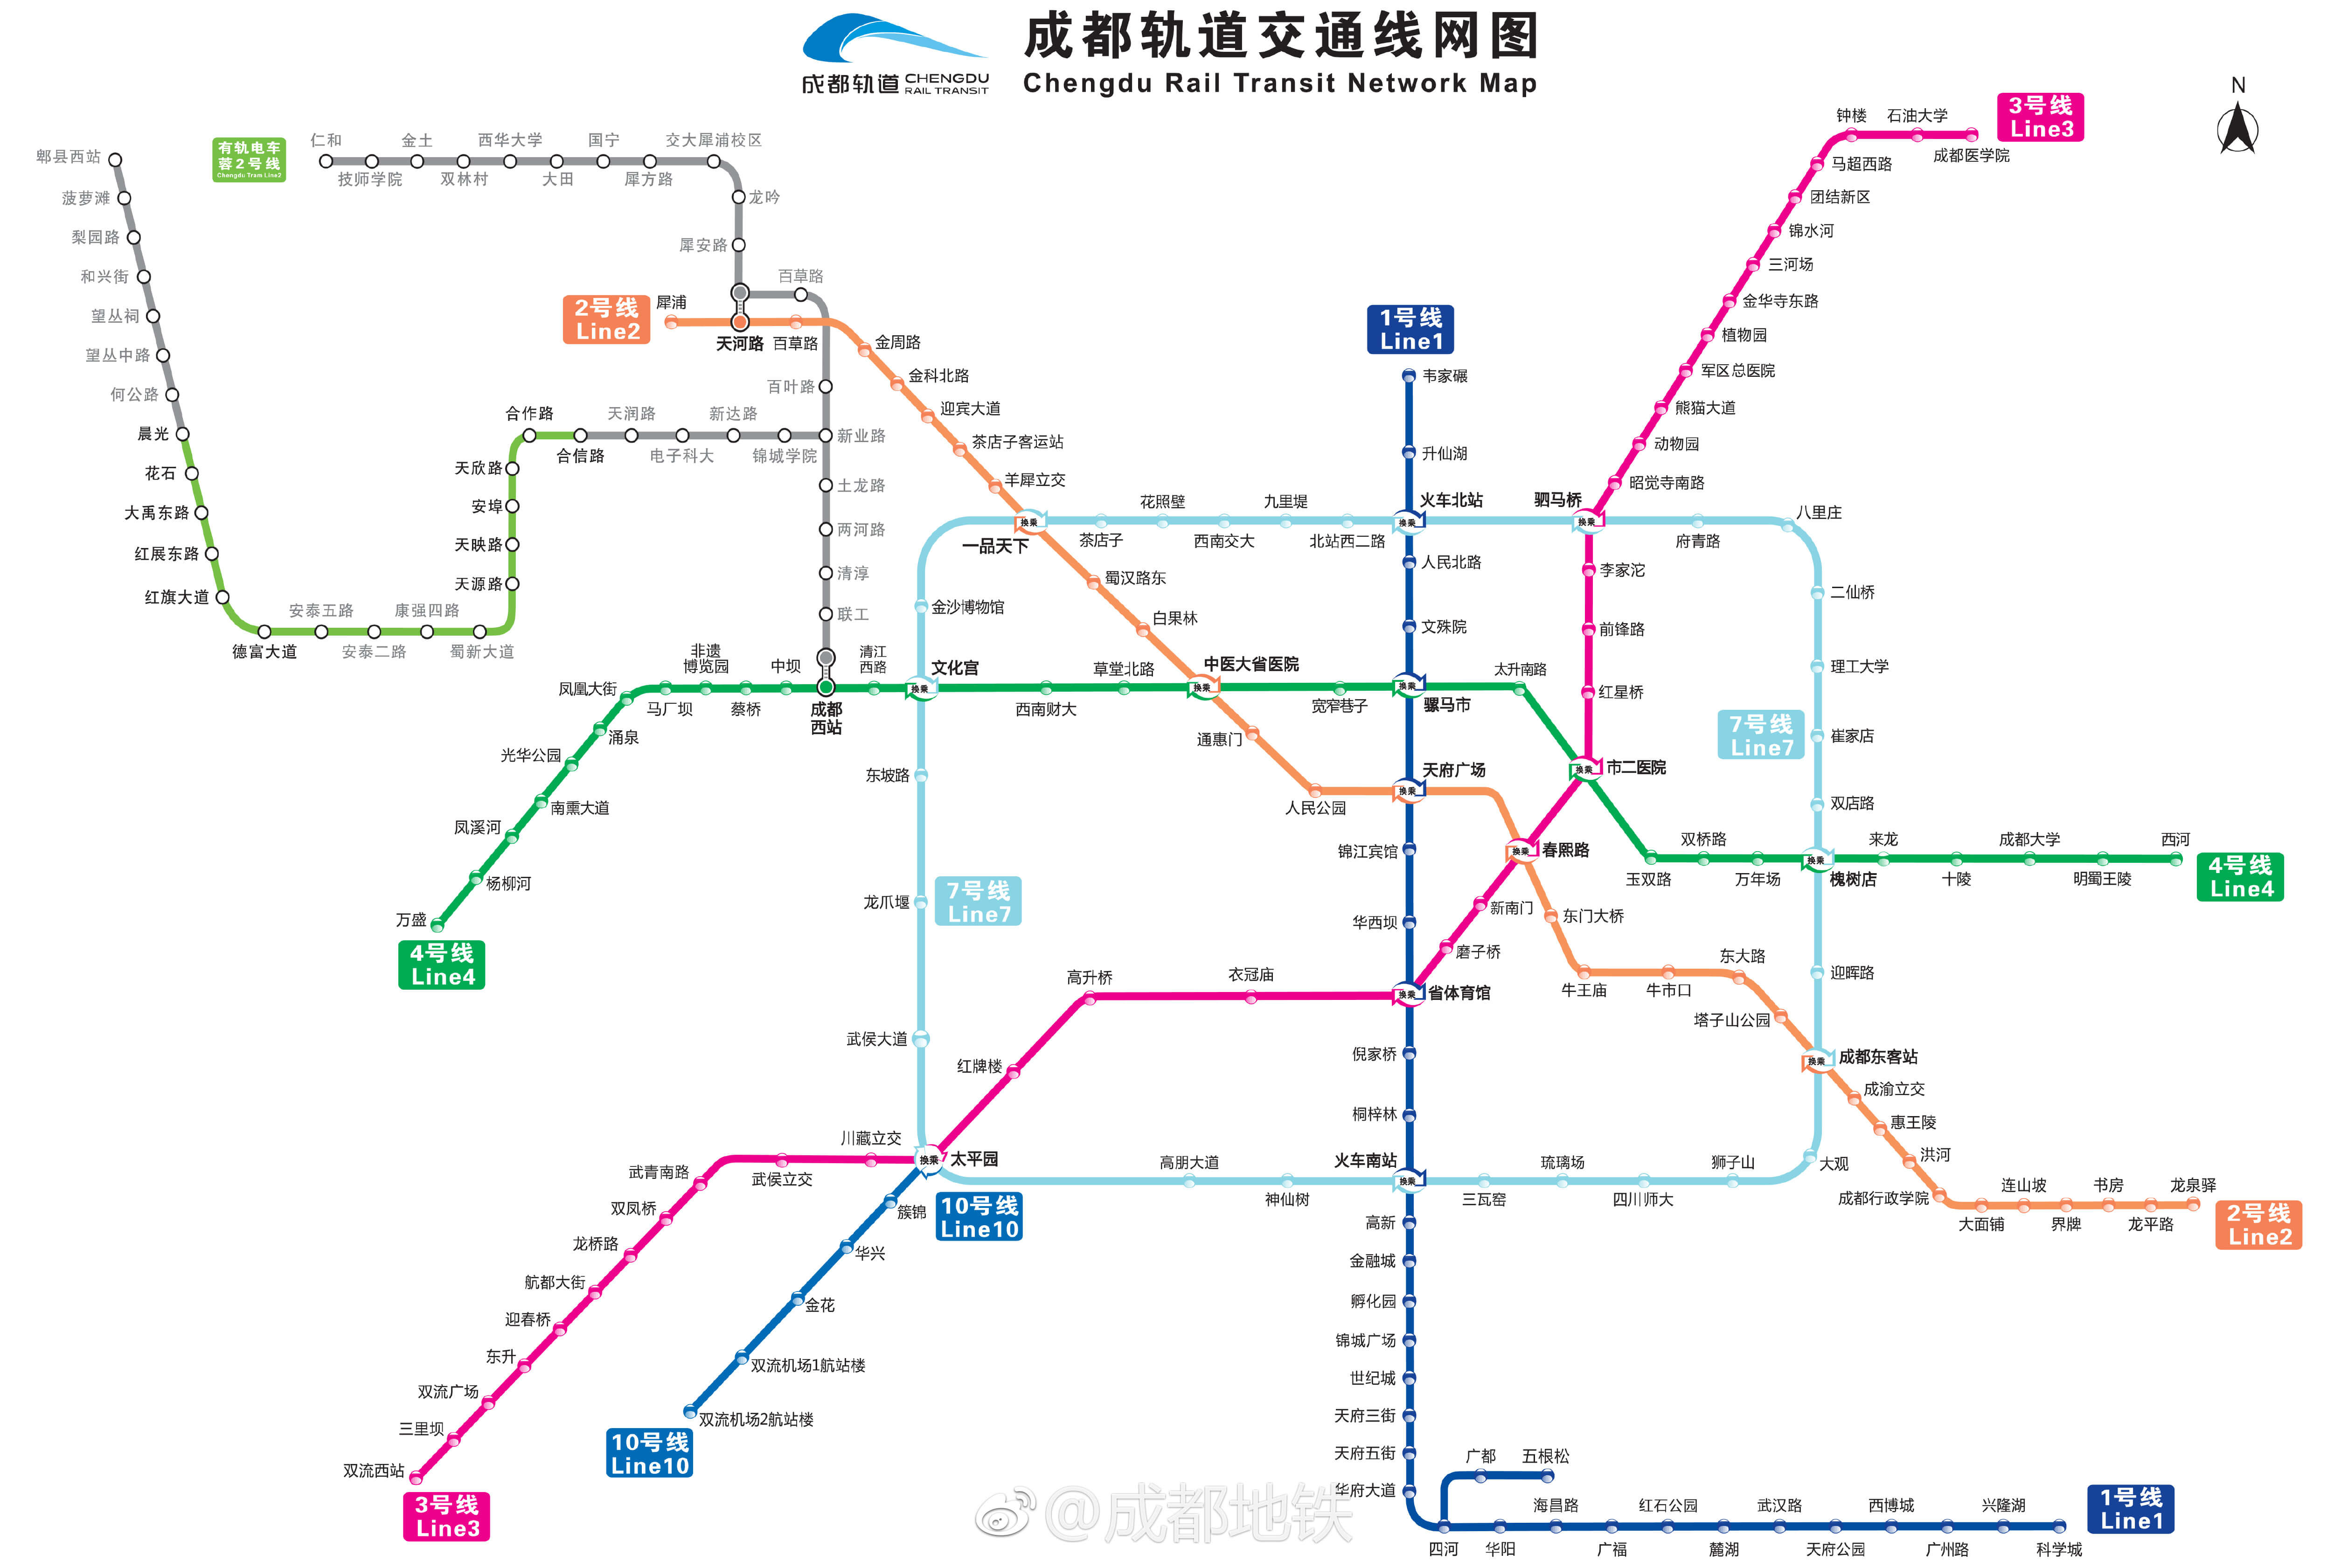 成都轨道交通线网图
Chengdu Rail Transit Network Map
成都轨道 CHENGDU
RAIL TRANSIT
N
有轨电车
蓉2号线
Chengdu Tram Line2
郫县西站
菠萝滩
梨园路
和兴街
望丛祠
望丛中路
何公路
晨光
花石
大禹东路
红展东路
红旗大道
德富大道
安泰五路
安泰二路
康强四路
蜀新大道
天源路
天映路
安埠
天欣路
合作路
合信路
天润路
电子科大
新达路
锦城学院
新业路
仁和
技师学院
金土
双林村
西华大学
大田
国宁
犀方路
交大犀浦校区
龙吟
犀安路
百草路
百叶路
土龙路
两河路
清淳
联工
2号线
Line2
犀浦
天河路
百草路
金周路
金科北路
迎宾大道
茶店子客运站
羊犀立交
换乘
一品天下
蜀汉路东
白果林
换乘
中医大省医院
通惠门
人民公园
换乘
天府广场
换乘
春熙路
东门大桥
牛王庙
牛市口
东大路
塔子山公园
换乘
成都东客站
成渝立交
惠王陵
洪河
成都行政学院
大面铺
连山坡
界牌
书房
龙平路
龙泉驿
2号线
Line2
1号线
Line1
韦家碾
升仙湖
换乘
火车北站
人民北路
文殊院
换乘
骡马市
锦江宾馆
华西坝
换乘
省体育馆
倪家桥
桐梓林
换乘
火车南站
高新
金融城
孵化园
锦城广场
世纪城
天府三街
天府五街
华府大道
四河
广都
五根松
华阳
海昌路
广福
红石公园
麓湖
武汉路
天府公园
西博城
广州路
兴隆湖
科学城
1号线
Line1
3号线
Line3
成都医学院
石油大学
钟楼
马超西路
团结新区
锦水河
三河场
金华寺东路
植物园
军区总医院
熊猫大道
动物园
昭觉寺南路
换乘
驷马桥
李家沱
前锋路
红星桥
换乘
市二医院
新南门
磨子桥
衣冠庙
高升桥
红牌楼
换乘
太平园
川藏立交
武侯立交
武青南路
双凤桥
龙桥路
航都大街
迎春桥
东升
双流广场
三里坝
双流西站
3号线
Line3
4号线
Line4
万盛
杨柳河
凤溪河
南熏大道
光华公园
涌泉
凤凰大街
马厂坝
非遗
博览园
蔡桥
中坝
成都
西站
清江
西路
换乘
文化宫
西南财大
草堂北路
宽窄巷子
太升南路
玉双路
双桥路
万年场
换乘
槐树店
来龙
十陵
成都大学
明蜀王陵
西河
4号线
Line4
7号线
Line7
7号线
Line7
茶店子
花照壁
西南交大
九里堤
北站西二路
府青路
八里庄
二仙桥
理工大学
崔家店
双店路
迎晖路
大观
狮子山
四川师大
琉璃场
三瓦窑
神仙树
高朋大道
武侯大道
龙爪堰
东坡路
金沙博物馆
10号线
Line10
簇锦
华兴
金花
双流机场1航站楼
双流机场2航站楼
10号线
Line10
@成都地铁